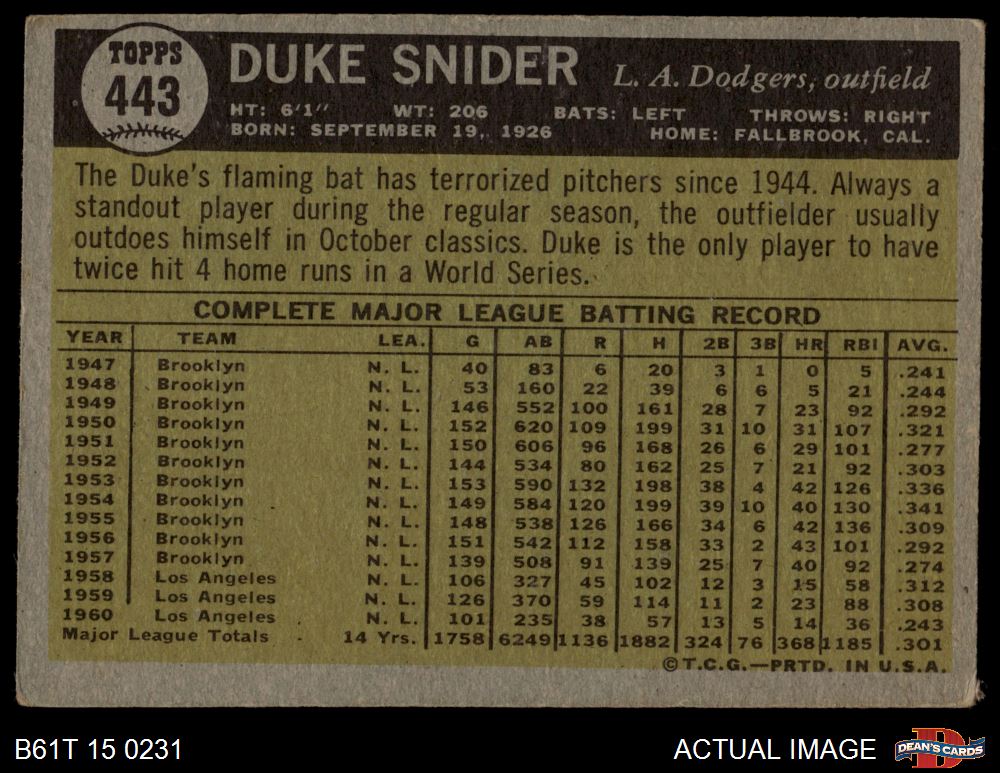 TOPPS
443
DUKE SNIDER L. A. Dodgers, outfield
HT: 6'1" WT: 206 BATS: LEFT THROWS: RIGHT
BORN: SEPTEMBER 19, 1926 HOME: FALLBROOK, CAL.
The Duke's flaming bat has terrorized pitchers since 1944. Always a
standout player during the regular season, the outfielder usually
outdoes himself in October classics. Duke is the only player to have
twice hit 4 home runs in a World Series.
COMPLETE MAJOR LEAGUE BATTING RECORD
YEAR TEAM LEA. G AB R H 2B 3B HR RBI AVG.
1947 Brooklyn N. L. 40 83 6 20 3 1 0 5 .241
1948 Brooklyn N. L. 53 160 22 39 6 6 5 21 .244
1949 Brooklyn N. L. 146 552 100 161 28 7 23 92 .292
1950 Brooklyn N. L. 152 620 109 199 31 10 31 107 .321
1951 Brooklyn N. L. 150 606 96 168 26 6 29 101 .277
1952 Brooklyn N. L. 144 534 80 162 25 7 21 92 .303
1953 Brooklyn N. L. 153 590 132 198 38 4 42 126 .336
1954 Brooklyn N. L. 149 584 120 199 39 10 40 130 .341
1955 Brooklyn N. L. 148 538 126 166 34 6 42 136 .309
1956 Brooklyn N. L. 151 542 112 158 33 2 43 101 .292
1957 Brooklyn N. L. 139 508 91 139 25 7 40 92 .274
1958 Los Angeles N. L. 106 327 45 102 12 3 15 58 .312
1959 Los Angeles N. L. 126 370 59 114 11 2 23 88 .308
1960 Los Angeles N. L. 101 235 38 57 13 5 14 36 .243
Major League Totals - 14 Yrs. 1758 6249 1136 1882 324 76 368 1185 .301
©T.C.G.—PRTD. IN U.S.A.
B61T 15 0231 ACTUAL IMAGE D DEAN'S CARDS